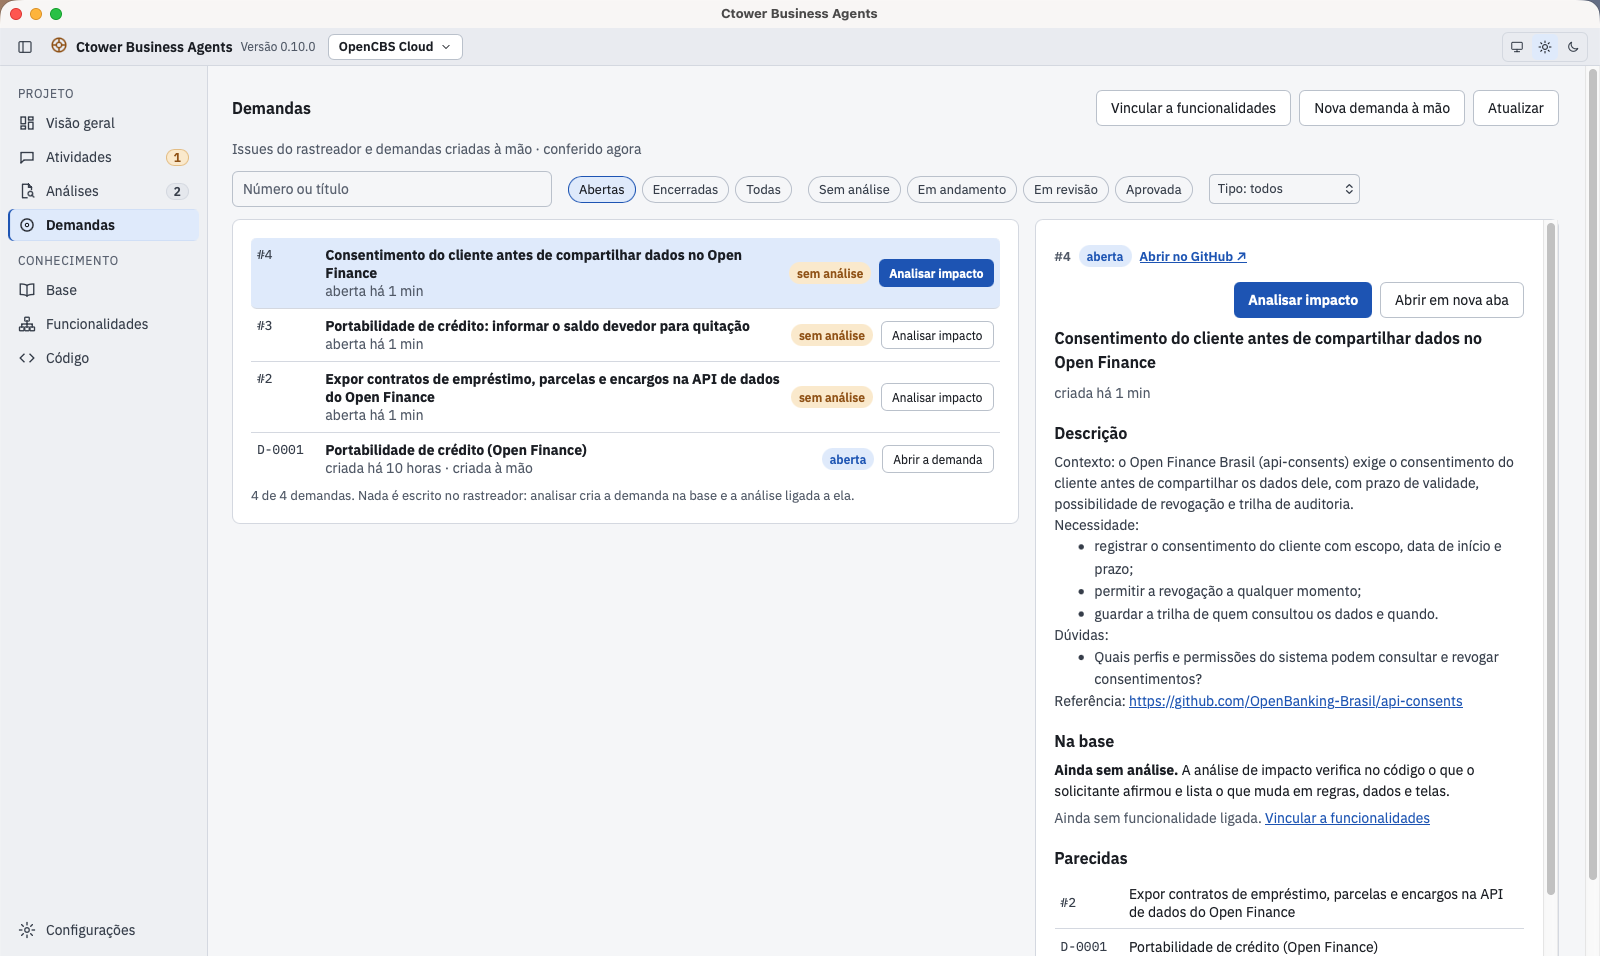 Ctower Business Agents
Ctower Business Agents Versão 0.10.0 OpenCBS Cloud
PROJETO
Visão geral
Atividades 1
Análises 2
Demandas
CONHECIMENTO
Base
Funcionalidades
Código
Configurações
Demandas
Vincular a funcionalidades Nova demanda à mão Atualizar
Issues do rastreador e demandas criadas à mão · conferido agora
Número ou título Abertas Encerradas Todas Sem análise Em andamento Em revisão Aprovada Tipo: todos
#4 Consentimento do cliente antes de compartilhar dados no Open
Finance
aberta há 1 min
sem análise Analisar impacto
#3 Portabilidade de crédito: informar o saldo devedor para quitação
aberta há 1 min
sem análise Analisar impacto
#2 Expor contratos de empréstimo, parcelas e encargos na API de dados
do Open Finance
aberta há 1 min
sem análise Analisar impacto
D-0001 Portabilidade de crédito (Open Finance)
criada há 10 horas · criada à mão
aberta Abrir a demanda
4 de 4 demandas. Nada é escrito no rastreador: analisar cria a demanda na base e a análise ligada a ela.
#4 aberta Abrir no GitHub ↗
Analisar impacto Abrir em nova aba
Consentimento do cliente antes de compartilhar dados no
Open Finance
criada há 1 min
Descrição
Contexto: o Open Finance Brasil (api-consents) exige o consentimento do
cliente antes de compartilhar os dados dele, com prazo de validade,
possibilidade de revogação e trilha de auditoria.
Necessidade:
• registrar o consentimento do cliente com escopo, data de início e
prazo;
• permitir a revogação a qualquer momento;
• guardar a trilha de quem consultou os dados e quando.
Dúvidas:
• Quais perfis e permissões do sistema podem consultar e revogar
consentimentos?
Referência: https://github.com/OpenBanking-Brasil/api-consents
Na base
Ainda sem análise. A análise de impacto verifica no código o que o
solicitante afirmou e lista o que muda em regras, dados e telas.
Ainda sem funcionalidade ligada. Vincular a funcionalidades
Parecidas
#2 Expor contratos de empréstimo, parcelas e encargos na API
de dados do Open Finance
D-0001 Portabilidade de crédito (Open Finance)